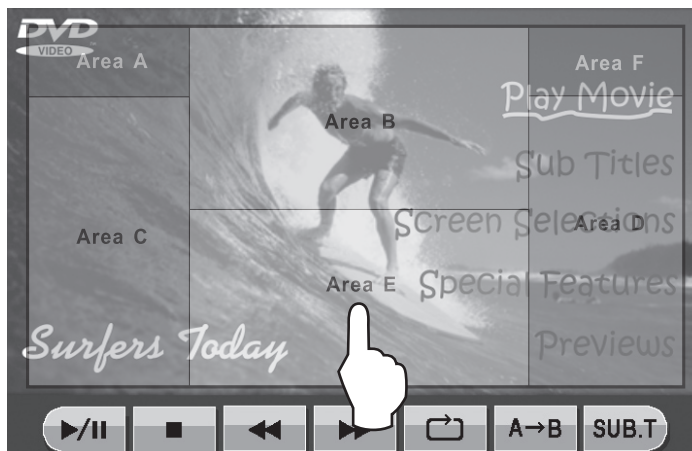 DVD
VIDEO
Area A
Area F
Play Movie
Area B
Sub Titles
Screen Selections
Area C
Area D
Area E
Special Features
Surfers Today
Previews
A→B
SUB.T